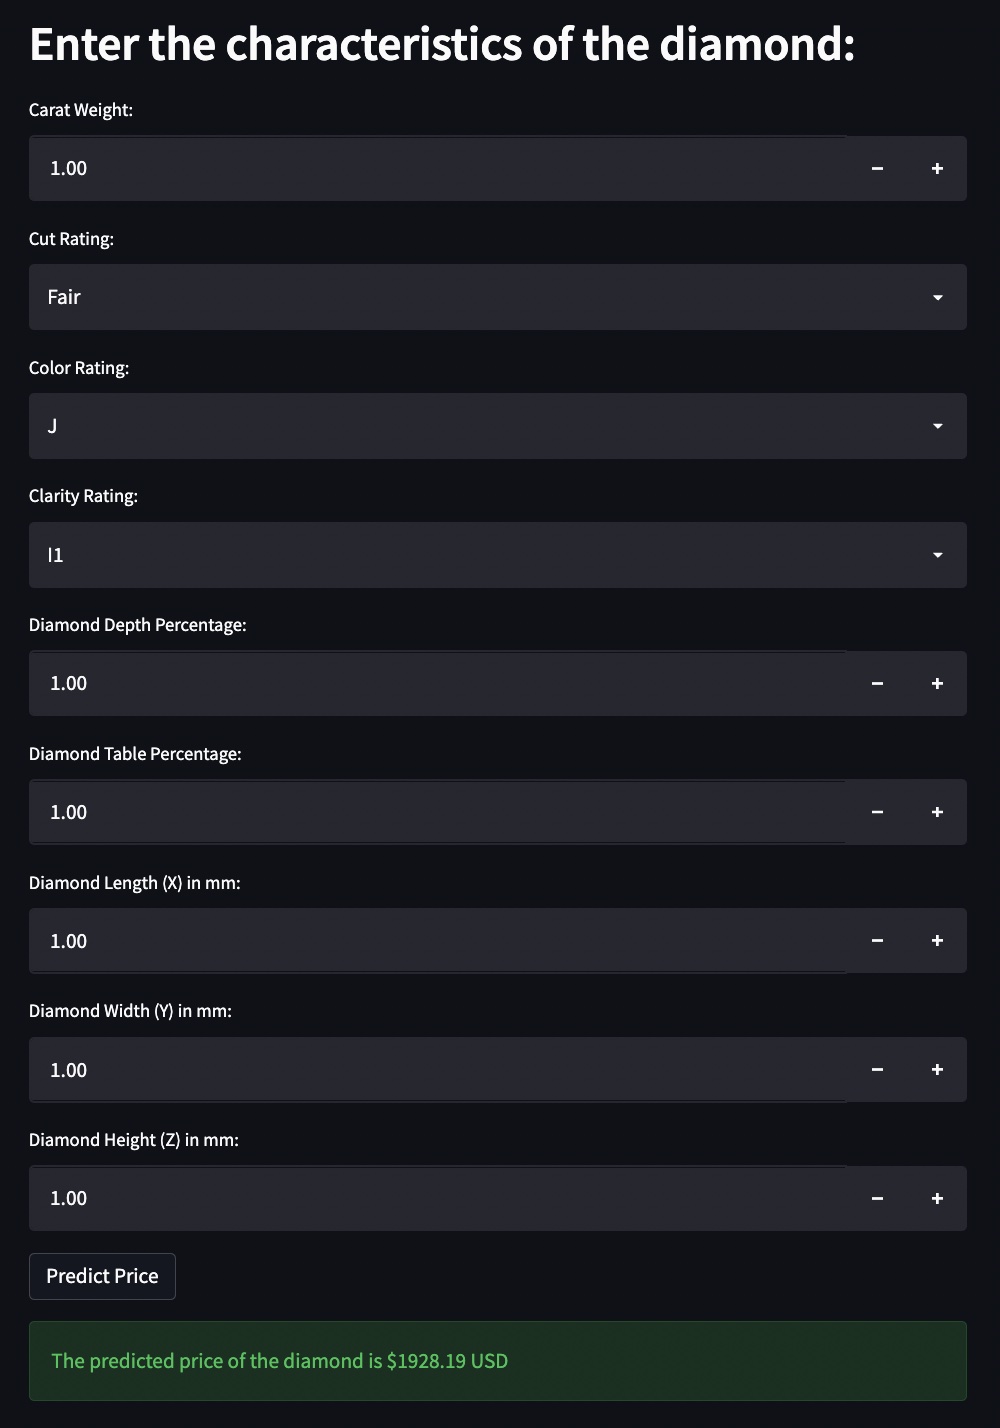 Enter the characteristics of the diamond:
Carat Weight:
1.00
Cut Rating:
Fair
Color Rating:
J
Clarity Rating:
I1
Diamond Depth Percentage:
1.00
Diamond Table Percentage:
1.00
Diamond Length (X) in mm:
1.00
Diamond Width (Y) in mm:
1.00
Diamond Height (Z) in mm:
1.00
Predict Price
The predicted price of the diamond is $1928.19 USD